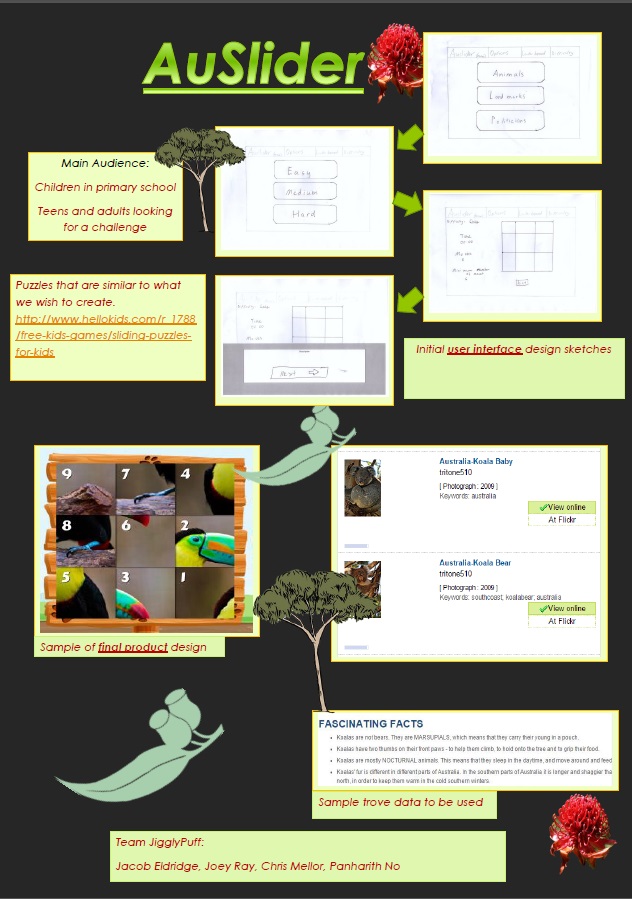 AuSlider
Animals
Land marks
Main Audience:
Children in primary school
Teens and adults looking
for a challenge
Easy
Medium
Hard
Time
Puzzles that are similar to what
we wish to create.
http://www.hellokids.com/r_1788
/free-kids-games/sliding-puzzles-
for-kids
Time
Next
Initial user interface design sketches
9 7 4
8 6 2
5 3 1
Sample of final product design
Australia-Koala Baby
tritone510
[ Photograph : 2009 ]
Keywords: australia
View online
At Flickr
Australia-Koala Bear
tritone510
[ Photograph : 2009 ]
Keywords: southcoast, koalabear, australia
View online
At Flickr
FASCINATING FACTS
Koalas are not bears. They are MARSUPIALS, which means that they carry their young in a pouch.
Koalas have two thumbs on their front paws - to help them climb, to hold onto the tree and to grip their food.
Koalas are mostly NOCTURNAL animals. This means that they sleep in the daytime, and move around and feed
Koalas' fur is different in different parts of Australia. In the southern parts of Australia it is longer and shaggier tha
north, in order to keep them warm in the cold southern winters.
Sample trove data to be used
Team JigglyPuff:
Jacob Eldridge, Joey Ray, Chris Mellor, Panharith No